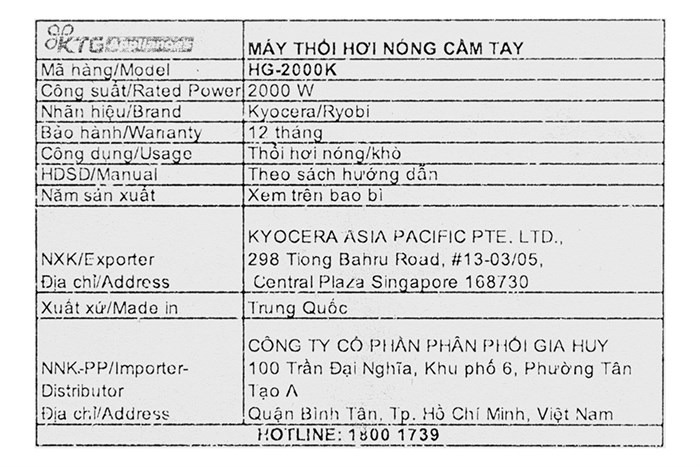 KTG Appliances
MÁY THỔI HƠI NÓNG CẦM TAY
Mã hàng/Model HG-2000K
Công suất/Rated Power 2000 W
Nhãn hiệu/Brand Kyocera/Ryobi
Bảo hành/Warranty 12 tháng
Công dụng/Usage Thổi hơi nóng/khò
HDSD/Manual Theo sách hướng dẫn
Năm sản xuất Xem trên bao bì
KYOCERA ASIA PACIFIC PTE. LTD.,
NXK/Exporter 298 Tiong Bahru Road, #13-03/05,
Địa chỉ/Address Central Plaza Singapore 168730
Xuất xứ/Made in Trung Quốc
CÔNG TY CỔ PHẦN PHÂN PHỐI GIA HUY
NNK-PP/Importer- 100 Trần Đại Nghĩa, Khu phố 6, Phường Tân
Distributor Tạo A
Địa chỉ/Address Quận Bình Tân, Tp. Hồ Chí Minh, Việt Nam
HOTLINE: 1800 1739